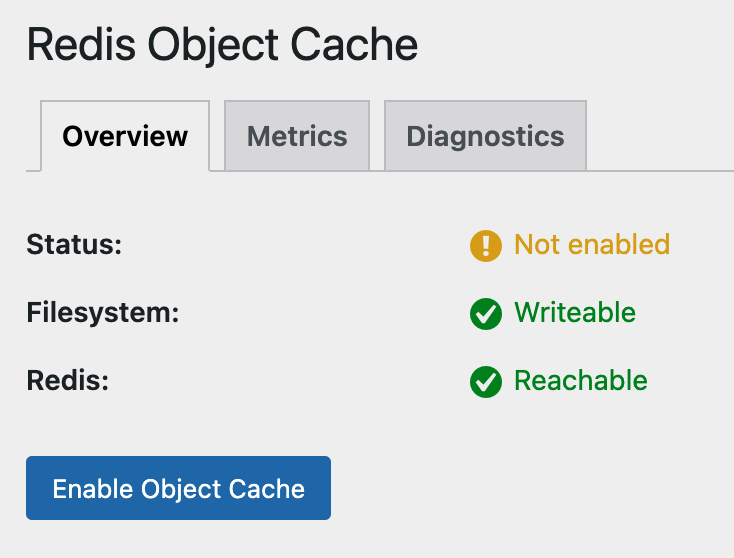 Redis Object Cache
Overview Metrics Diagnostics
Status: Not enabled
Filesystem: Writeable
Redis: Reachable
Enable Object Cache